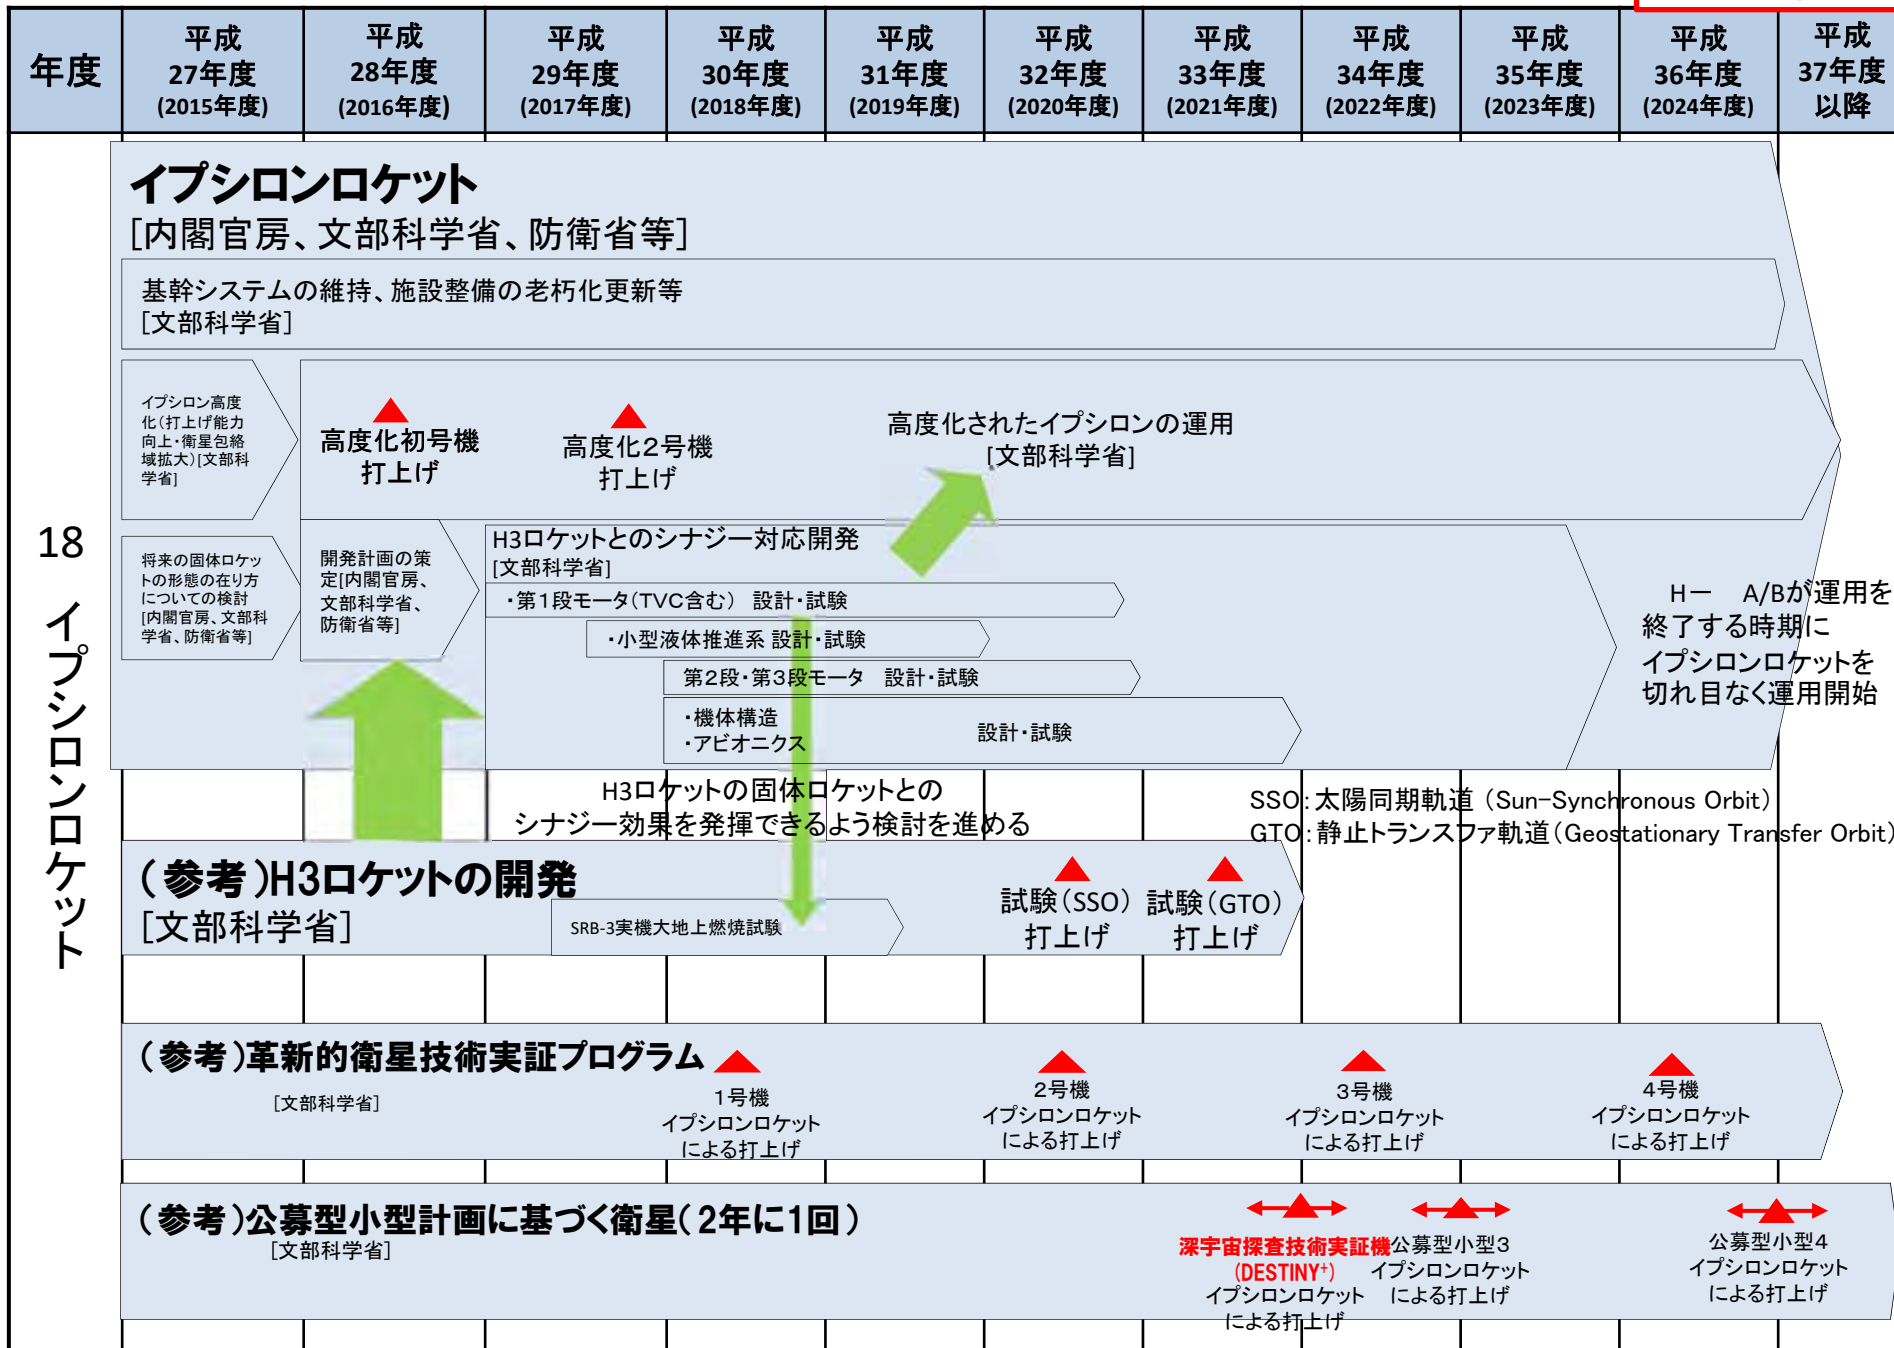 年度
平成
27年度
(2015年度)
平成
28年度
(2016年度)
平成
29年度
(2017年度)
平成
30年度
(2018年度)
平成
31年度
(2019年度)
平成
32年度
(2020年度)
平成
33年度
(2021年度)
平成
34年度
(2022年度)
平成
35年度
(2023年度)
平成
36年度
(2024年度)
平成
37年度
以降
18 イプシロンロケット
イプシロンロケット
[内閣官房、文部科学省、防衛省等]
基幹システムの維持、施設整備の老朽化更新等
[文部科学省]
イプシロン高度
化(打上げ能力
向上・衛星包絡
域拡大)[文部科
学省]
高度化初号機
打上げ
高度化2号機
打上げ
高度化されたイプシロンの運用
[文部科学省]
将来の固体ロケッ
トの形態の在り方
についての検討
[内閣官房、文部科
学省、防衛省等]
開発計画の策
定[内閣官房、
文部科学省、
防衛省等]
H3ロケットとのシナジー対応開発
[文部科学省]
・第1段モータ(TVC含む) 設計・試験
・小型液体推進系 設計・試験
第2段・第3段モータ 設計・試験
・機体構造
・アビオニクス
設計・試験
Hー A/Bが運用を
終了する時期に
イプシロンロケットを
切れ目なく運用開始
H3ロケットの固体ロケットとの
シナジー効果を発揮できるよう検討を進める
SSO:太陽同期軌道 (Sun-Synchronous Orbit)
GTO:静止トランスファ軌道(Geostationary Transfer Orbit)
(参考)H3ロケットの開発
[文部科学省]
SRB-3実機大地上燃焼試験
試験(SSO)
打上げ
試験(GTO)
打上げ
(参考)革新的衛星技術実証プログラム
[文部科学省]
1号機
イプシロンロケット
による打上げ
2号機
イプシロンロケット
による打上げ
3号機
イプシロンロケット
による打上げ
4号機
イプシロンロケット
による打上げ
(参考)公募型小型計画に基づく衛星(2年に1回)
[文部科学省]
深宇宙探査技術実証機
(DESTINY⁺)
イプシロンロケット
による打上げ
公募型小型3
イプシロンロケット
による打上げ
公募型小型4
イプシロンロケット
による打上げ